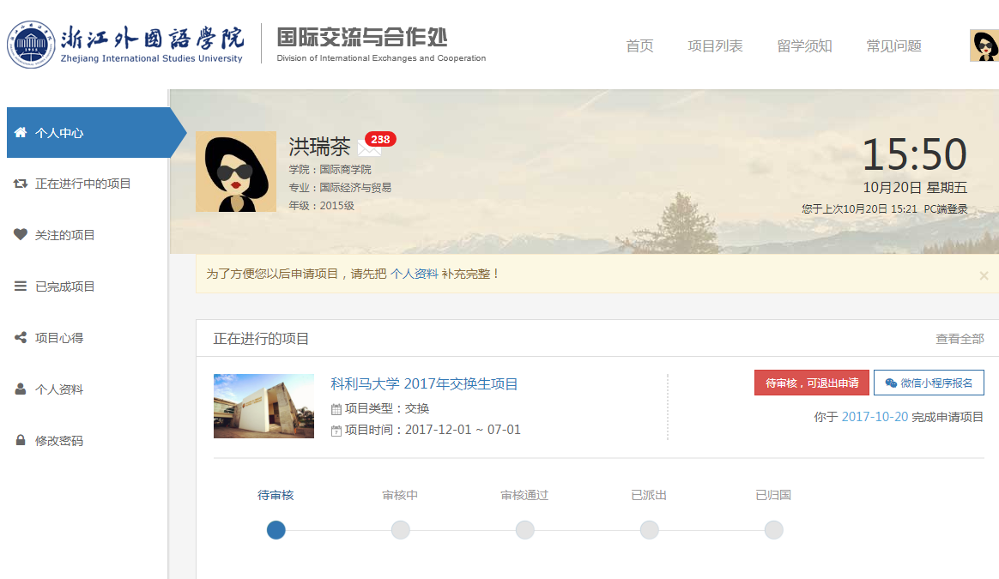 浙江外國語學院
Zhejiang International Studies University
国际交流与合作处
Division of International Exchanges and Cooperation
首页 项目列表 留学须知 常见问题
个人中心
正在进行中的项目
关注的项目
已完成项目
项目心得
个人资料
修改密码
洪瑞茶 238
学院：国际商学院
专业：国际经济与贸易
年级：2015级
15:50
10月20日 星期五
您于上次10月20日 15:21 PC端登录
为了方便您以后申请项目，请先把 个人资料 补充完整！ ×
正在进行的项目 查看全部
科利马大学 2017年交换生项目
项目类型：交换
项目时间：2017-12-01 ~ 07-01
待审核，可退出申请 微信小程序报名
你于 2017-10-20 完成申请项目
待审核 审核中 审核通过 已派出 已归国